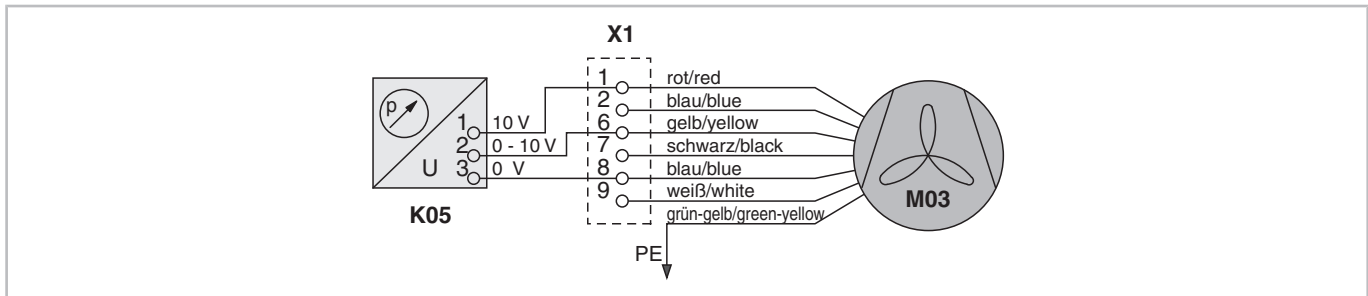 X1
p
U
1 10 V
2 0 - 10 V
3 0 V
K05
1 rot/red
2 blau/blue
6 gelb/yellow
7 schwarz/black
8 blau/blue
9 weiß/white
grün-gelb/green-yellow
PE
M03